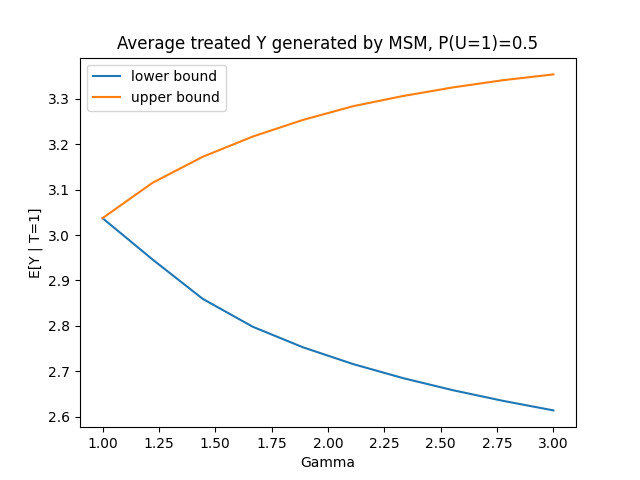 Average treated Y generated by MSM, P(U=1)=0.5
lower bound
upper bound
E[Y | T=1]
3.3
3.2
3.1
3.0
2.9
2.8
2.7
2.6
1.00 1.25 1.50 1.75 2.00 2.25 2.50 2.75 3.00
Gamma